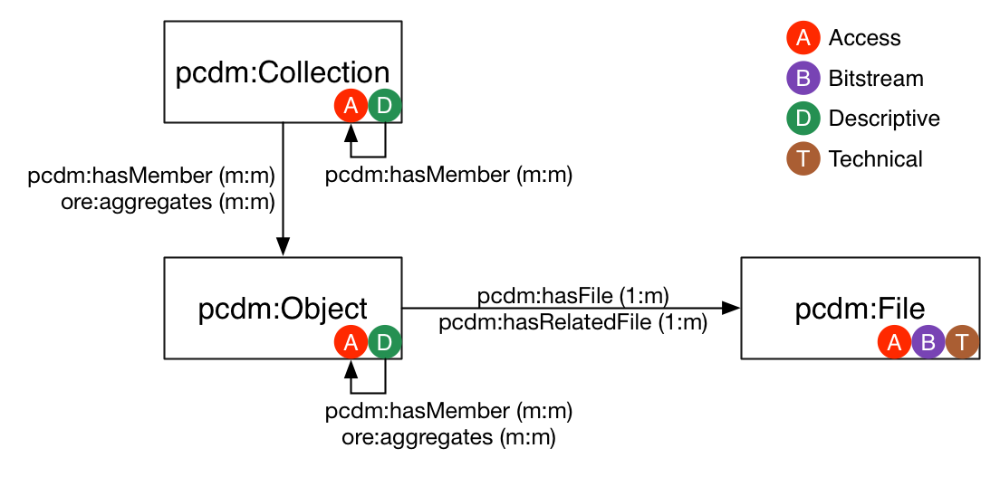 pcdm:Collection
A D
pcdm:hasMember (m:m)
pcdm:hasMember (m:m)
ore:aggregates (m:m)
pcdm:Object
A D
pcdm:hasMember (m:m)
ore:aggregates (m:m)
pcdm:hasFile (1:m)
pcdm:hasRelatedFile (1:m)
pcdm:File
A B T
A Access
B Bitstream
D Descriptive
T Technical